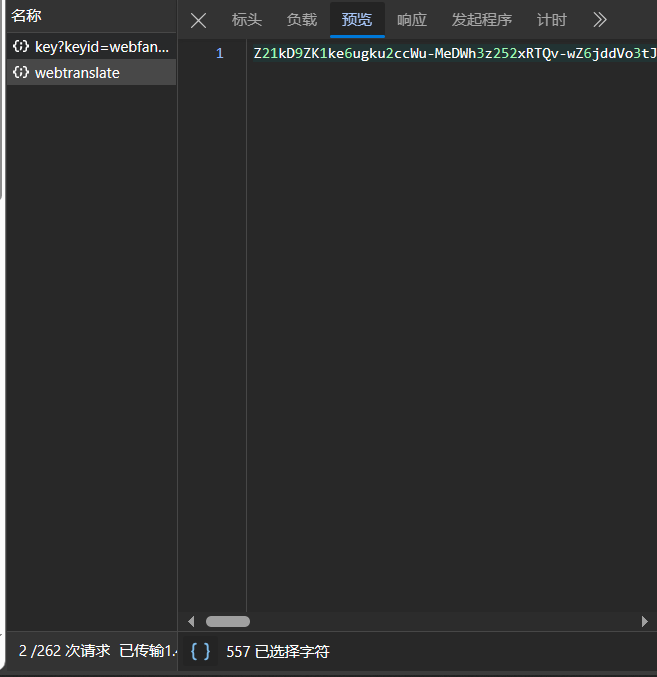 名称
key?keyid=webfan...
webtranslate
标头 负载 预览 响应 发起程序 计时
1 Z21kD9ZK1ke6ugku2ccWu-MeDWh3z252xRTQv-wZ6jddVo3tJ
2 /262 次请求 已传输1.4
{ } 557 已选择字符